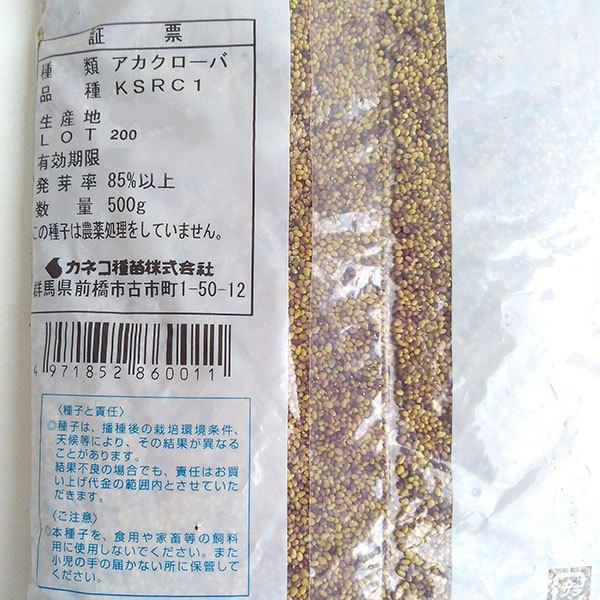 証票
種類 アカクローバ
品種 KSRC1
生産地
LOT 200
有効期限
発芽率 85%以上
数量 500g
この種子は農薬処理をしていません。
カネコ種苗株式会社
群馬県前橋市古市町1-50-12
4 971852 860011
〈種子と責任〉
◎種子は、播種後の栽培環境条件、
天候等により、その結果が異なる
ことがあります。
結果不良の場合でも、責任はお買
い上げ代金の範囲内とさせていた
だきます。
〈ご注意〉
◎本種子を、食用や家畜等の飼料
用に使用しないでください。また
小児の手の届かない所に保管して
ください。